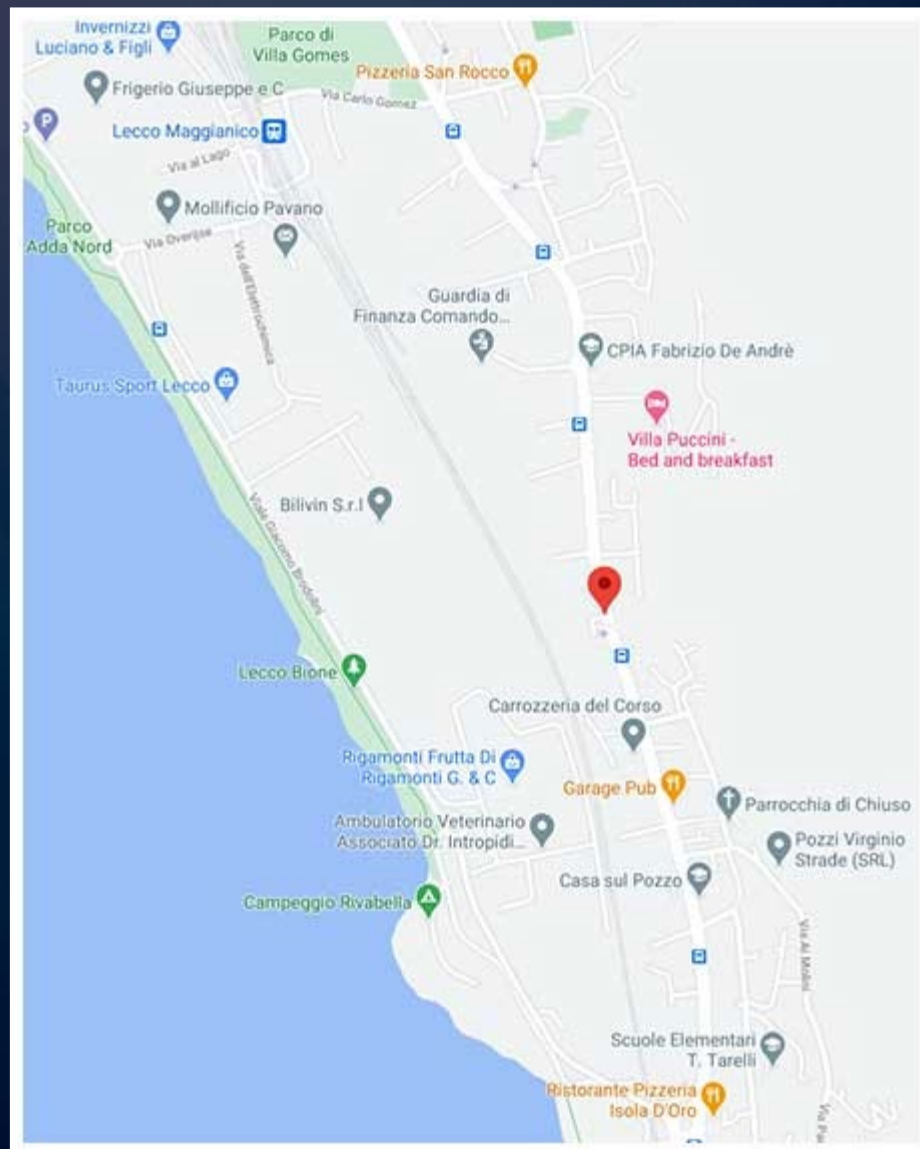 Invernizzi
Luciano & Figli
Parco di
Villa Gomes
Pizzeria San Rocco
Frigerio Giuseppe e C
Via Carlo Gomez
P
Lecco Maggianico
Via al Lago
Mollificio Pavano
Parco
Adda Nord
Via Overijse
Via dell'Elettrochimica
Guardia di
Finanza Comando...
CPIA Fabrizio De Andrè
Taurus Sport Lecco
Villa Puccini -
Bed and breakfast
Bilivin S.r.l
Viale Giacomo Brodolini
Lecco Bione
Carrozzeria del Corso
Rigamonti Frutta Di
Rigamonti G. & C
Garage Pub
Parrocchia di Chiuso
Ambulatorio Veterinario
Associato Dr. Intropidi...
Pozzi Virginio
Strade (SRL)
Casa sul Pozzo
Campeggio Rivabella
Via Ai Molini
Scuole Elementari
T. Tarelli
Ristorante Pizzeria
Isola D'Oro